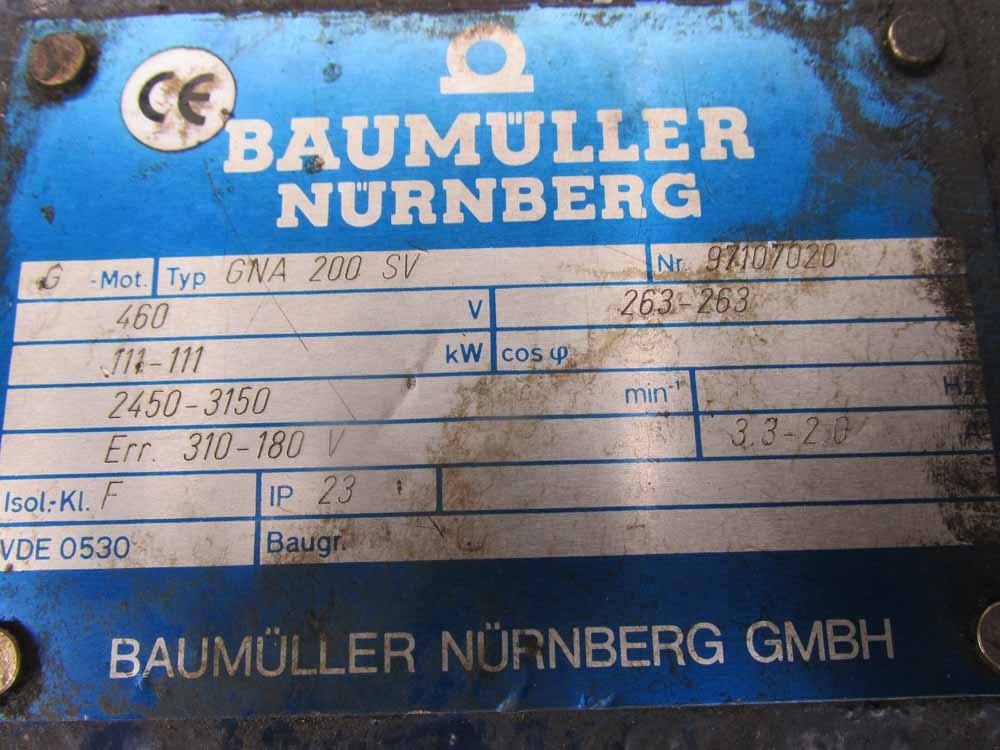 CE
BAUMÜLLER
NÜRNBERG
G -Mot. Typ GNA 200 SV Nr. 97107020
460 V 263-263
111-111 kW cos φ
2450-3150 min⁻¹ Hz
Err. 310-180 V 3,3-2,0 A
Isol.-Kl. F IP 23
VDE 0530 Baugr.
BAUMÜLLER NÜRNBERG GMBH